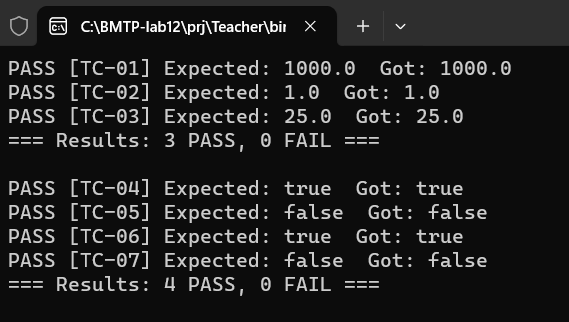 C:\BMTP-lab12\prj\Teacher\bin
PASS [TC-01] Expected: 1000.0  Got: 1000.0
PASS [TC-02] Expected: 1.0  Got: 1.0
PASS [TC-03] Expected: 25.0  Got: 25.0
=== Results: 3 PASS, 0 FAIL ===
PASS [TC-04] Expected: true  Got: true
PASS [TC-05] Expected: false  Got: false
PASS [TC-06] Expected: true  Got: true
PASS [TC-07] Expected: false  Got: false
=== Results: 4 PASS, 0 FAIL ===